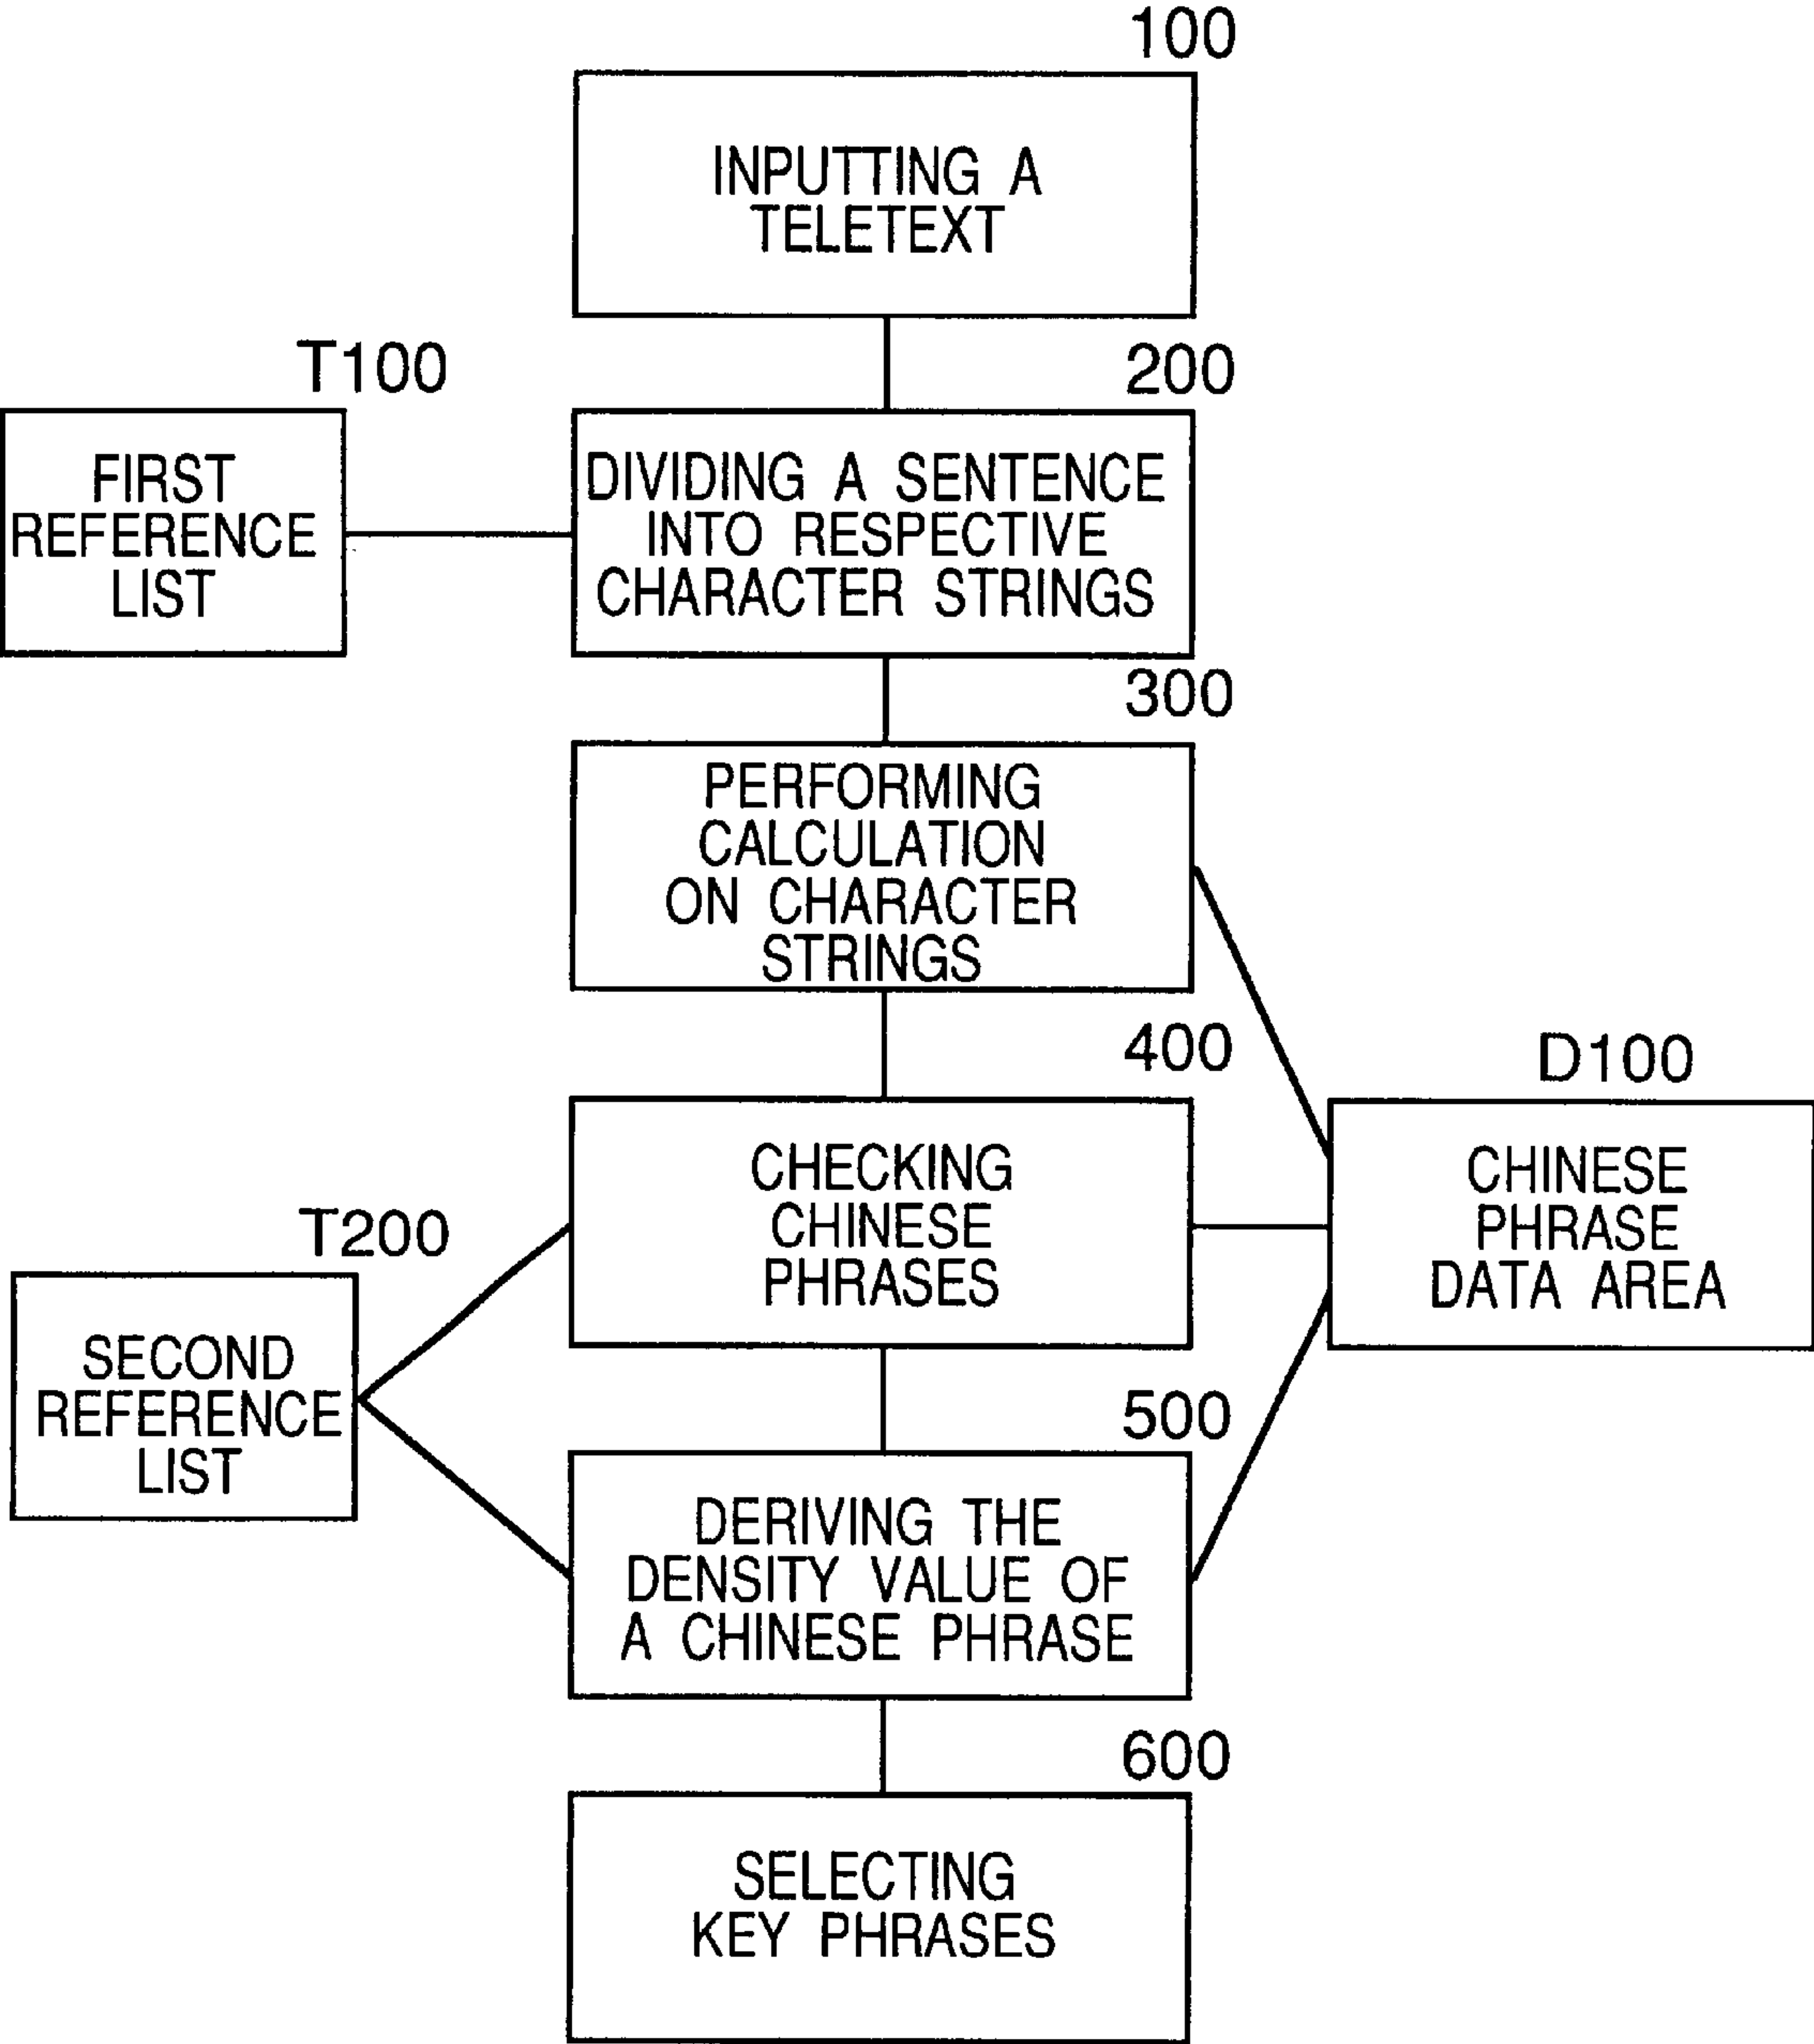 100
INPUTTING A
TELETEXT
T100
200
FIRST
REFERENCE
LIST
DIVIDING A SENTENCE
INTO RESPECTIVE
CHARACTER STRINGS
300
PERFORMING
CALCULATION
ON CHARACTER
STRINGS
400
D100
CHECKING
CHINESE
PHRASES
CHINESE
PHRASE
DATA AREA
T200
SECOND
REFERENCE
LIST
500
DERIVING THE
DENSITY VALUE OF
A CHINESE PHRASE
600
SELECTING
KEY PHRASES